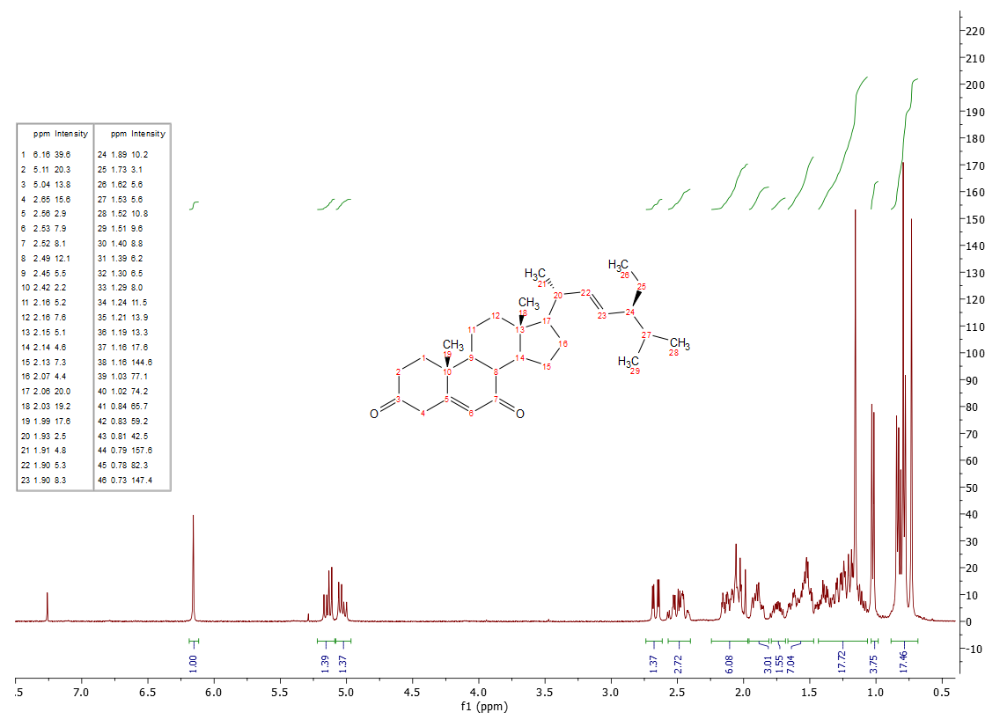 ppm Intensity ppm Intensity
1 6.16 39.6 24 1.89 10.2
2 5.11 20.3 25 1.73 3.1
3 5.04 13.8 26 1.62 5.6
4 2.65 15.6 27 1.53 5.6
5 2.56 2.9 28 1.52 10.8
6 2.53 7.9 29 1.51 9.6
7 2.52 8.1 30 1.40 8.8
8 2.49 12.1 31 1.39 6.2
9 2.45 5.5 32 1.30 6.5
10 2.42 2.2 33 1.29 8.0
11 2.16 5.2 34 1.24 11.5
12 2.16 7.6 35 1.21 13.9
13 2.15 5.1 36 1.19 13.3
14 2.14 4.6 37 1.16 17.6
15 2.13 7.3 38 1.16 144.6
16 2.07 4.4 39 1.03 77.1
17 2.06 20.0 40 1.02 74.2
18 2.03 19.2 41 0.84 65.7
19 1.99 17.6 42 0.83 59.2
20 1.93 2.5 43 0.81 42.5
21 1.91 4.8 44 0.79 157.6
22 1.90 5.3 45 0.78 82.3
23 1.90 8.3 46 0.73 147.4
H₃C
26
25
H₃C
21
20
22
23
24
27
CH₃
28
H₃C
29
CH₃
18
12
11
13
17
16
14
15
CH₃
19
1
2
10
9
8
3
4
5
6
7
O
O
220
210
200
190
180
170
160
150
140
130
120
110
100
90
80
70
60
50
40
30
20
10
0
-10
1.00
1.39
1.37
1.37
2.72
6.08
3.01
1.55
7.04
17.72
3.75
17.46
.5 7.0 6.5 6.0 5.5 5.0 4.5 4.0 3.5 3.0 2.5 2.0 1.5 1.0 0.5
f1 (ppm)